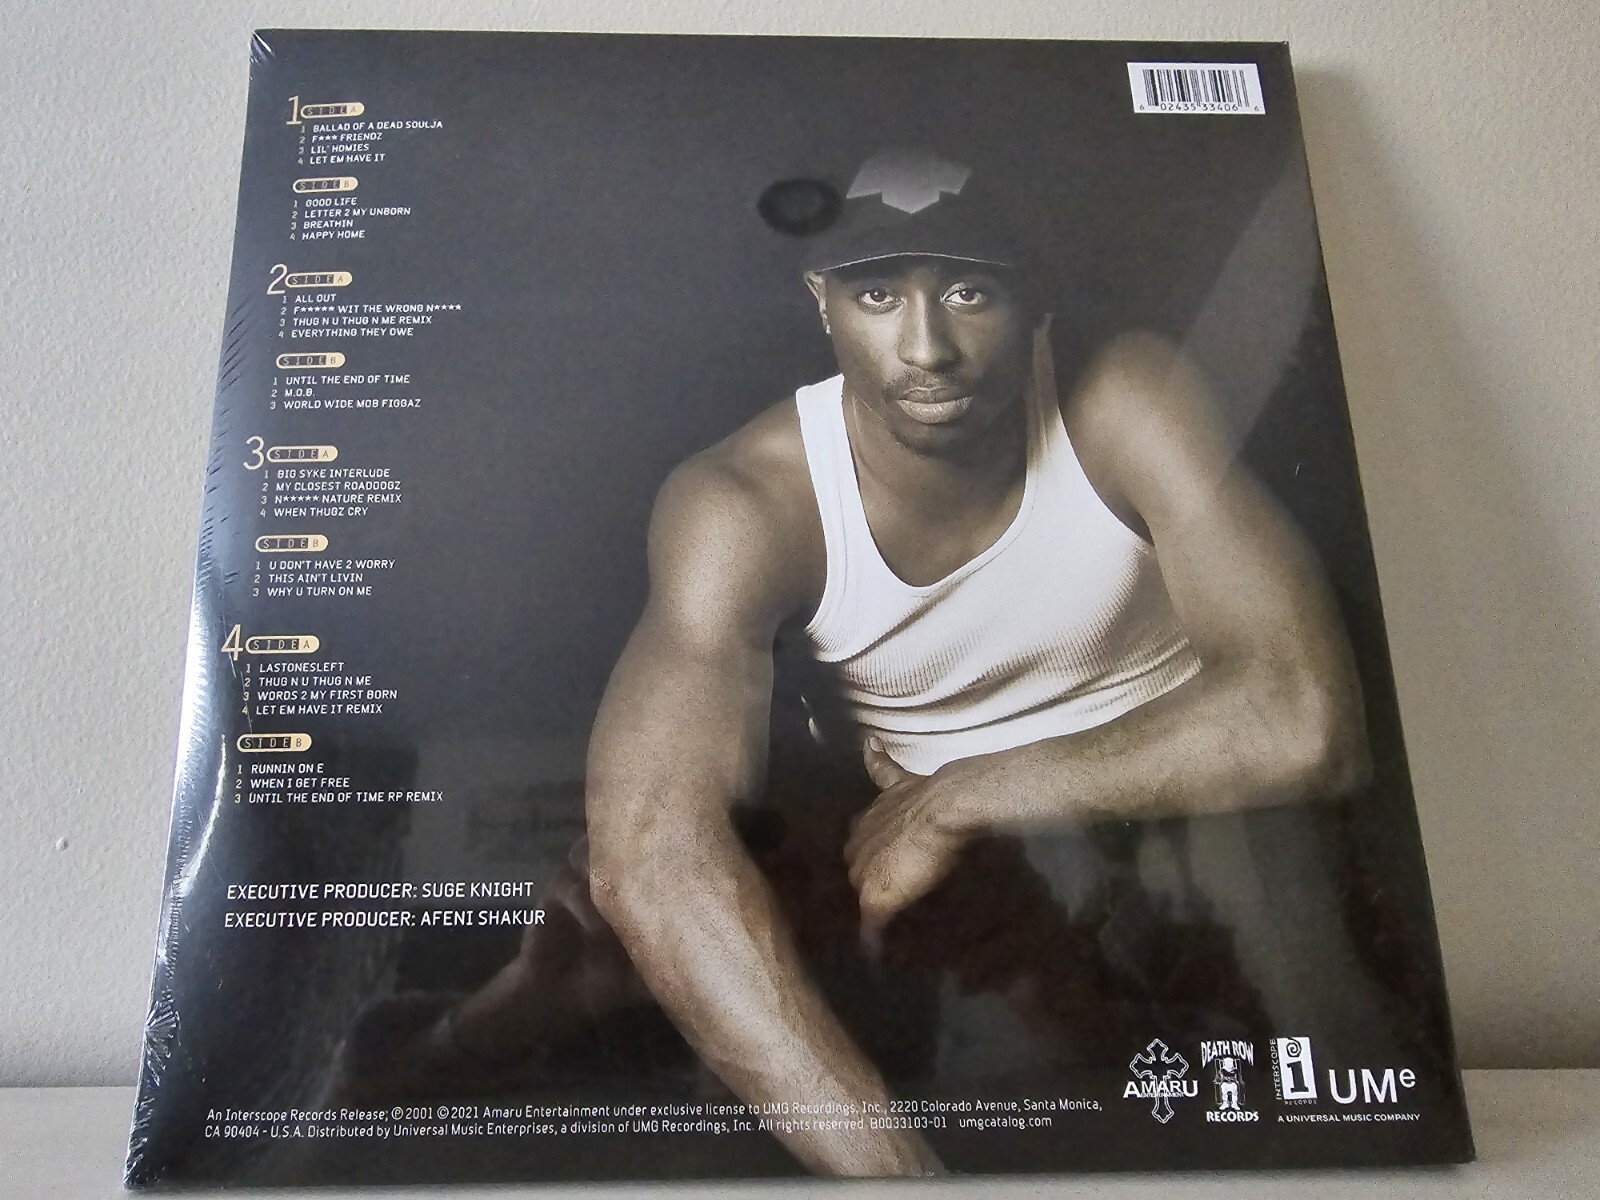 1 SIDE A
1 BALLAD OF A DEAD SOULJA
2 F*** FRIENDZ
3 LIL' HOMIES
4 LET EM HAVE IT
SIDE B
1 GOOD LIFE
2 LETTER 2 MY UNBORN
3 BREATHIN
4 HAPPY HOME
2 SIDE A
1 ALL OUT
2 F***** WIT THE WRONG N****
3 THUG N U THUG N ME REMIX
4 EVERYTHING THEY OWE
SIDE B
1 UNTIL THE END OF TIME
2 M.O.B.
3 WORLD WIDE MOB FIGGAZ
3 SIDE A
1 BIG SYKE INTERLUDE
2 MY CLOSEST ROADDOGZ
3 N***** NATURE REMIX
4 WHEN THUGZ CRY
SIDE B
1 U DON'T HAVE 2 WORRY
2 THIS AIN'T LIVIN
3 WHY U TURN ON ME
4 SIDE A
1 LASTONESLEFT
2 THUG N U THUG N ME
3 WORDS 2 MY FIRST BORN
4 LET EM HAVE IT REMIX
SIDE B
1 RUNNIN ON E
2 WHEN I GET FREE
3 UNTIL THE END OF TIME RP REMIX
EXECUTIVE PRODUCER: SUGE KNIGHT
EXECUTIVE PRODUCER: AFENI SHAKUR
6 02435 33406 6
An Interscope Records Release; ℗ 2001 © 2021 Amaru Entertainment under exclusive license to UMG Recordings, Inc., 2220 Colorado Avenue, Santa Monica,
CA 90404 - U.S.A. Distributed by Universal Music Enterprises, a division of UMG Recordings, Inc. All rights reserved. B0033103-01 umgcatalog.com
AMARU
ENTERTAINMENT
DEATH ROW
RECORDS
INTERSCOPE
RECORDS
UMe
A UNIVERSAL MUSIC COMPANY